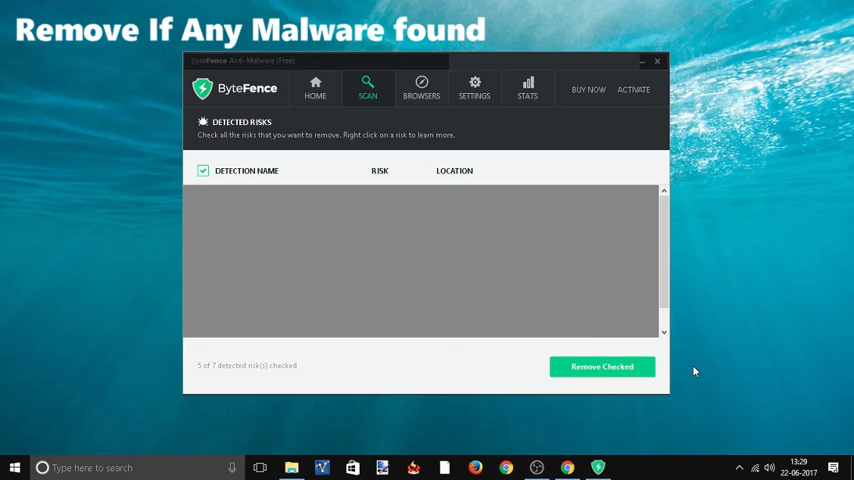 Remove If Any Malware found
ByteFence Anti-Malware (Free)
ByteFence
HOME
SCAN
BROWSERS
SETTINGS
STATS
BUY NOW
ACTIVATE
DETECTED RISKS
Check all the risks that you want to remove. Right click on a risk to learn more.
DETECTION NAME
RISK
LOCATION
5 of 7 detected risk(s) checked
Remove Checked
Type here to search
13:29
22-06-2017